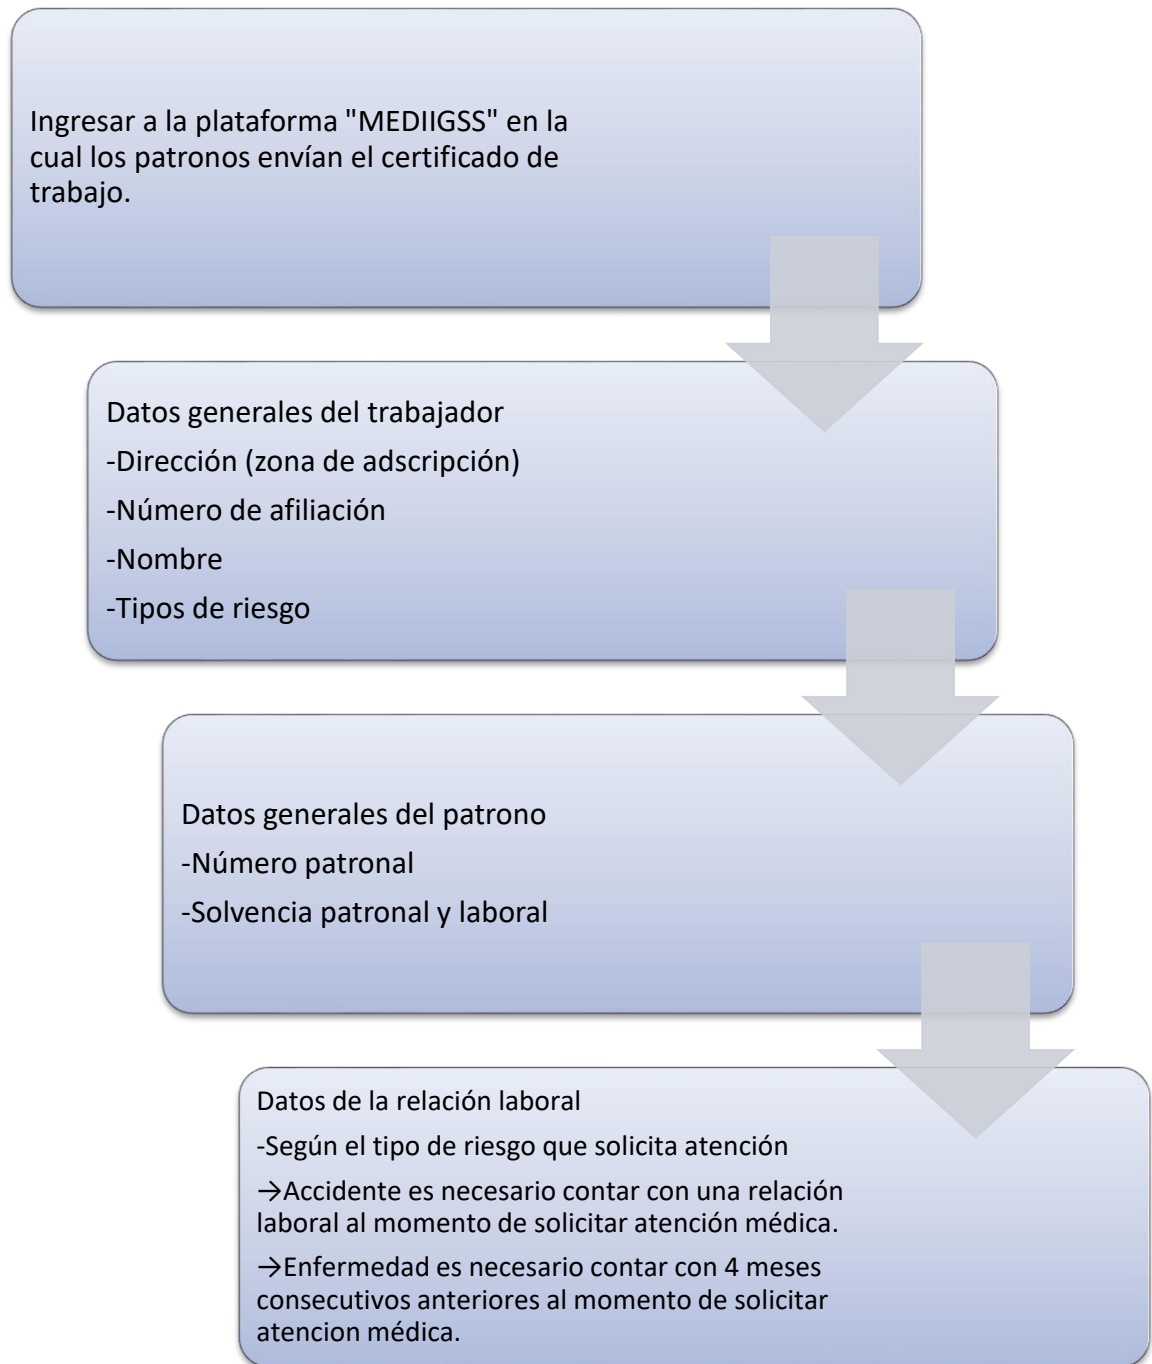 Ingresar a la plataforma "MEDIIGSS" en la
cual los patronos envían el certificado de
trabajo.
Datos generales del trabajador
-Dirección (zona de adscripción)
-Número de afiliación
-Nombre
-Tipos de riesgo
Datos generales del patrono
-Número patronal
-Solvencia patronal y laboral
Datos de la relación laboral
-Según el tipo de riesgo que solicita atención
→Accidente es necesario contar con una relación
laboral al momento de solicitar atención médica.
→Enfermedad es necesario contar con 4 meses
consecutivos anteriores al momento de solicitar
atencion médica.